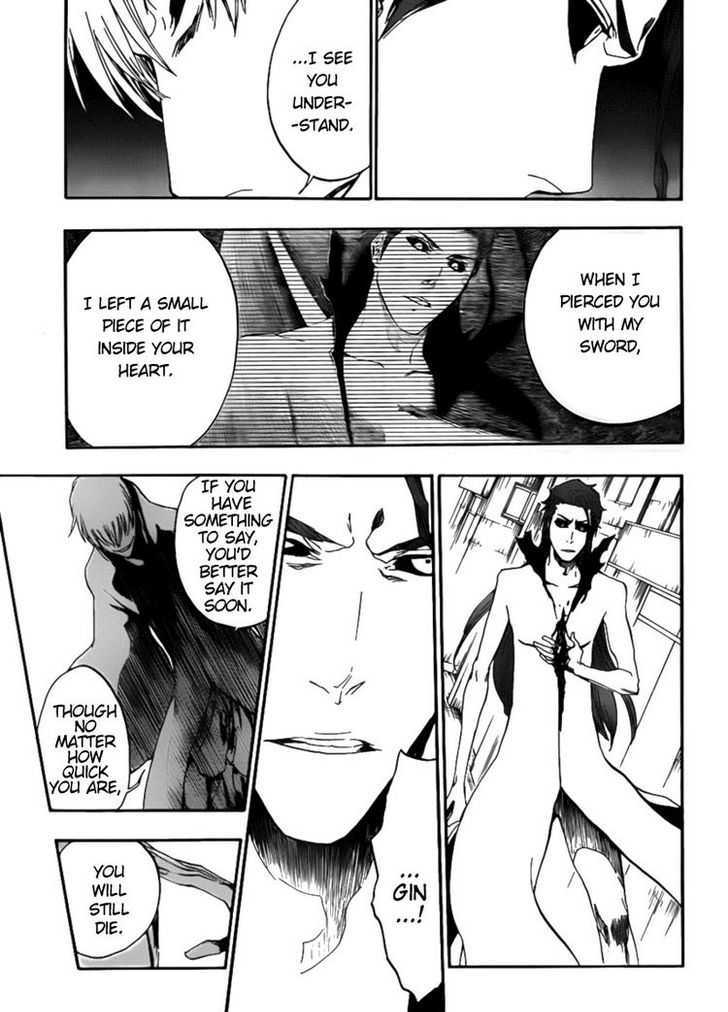 ...I SEE
YOU
UNDER-
-STAND.
WHEN I
PIERCED YOU
WITH MY
SWORD,
I LEFT A SMALL
PIECE OF IT
INSIDE YOUR
HEART.
...
GIN
...!
IF YOU
HAVE
SOMETHING
TO SAY,
YOU'D
BETTER
SAY IT
SOON.
THOUGH
NO
MATTER
HOW
QUICK
YOU ARE,
YOU
WILL
STILL
DIE.